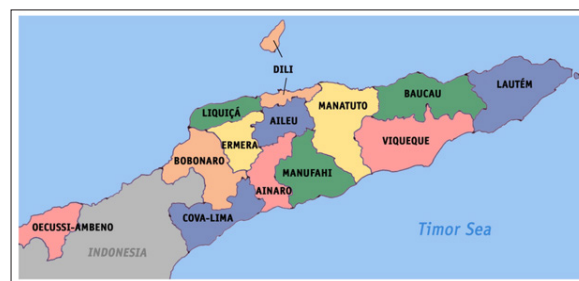 DILI
LAUTÉM
BAUCAU
MANATUTO
LIQUIÇÁ
AILEU
ERMERA
VIQUEQUE
BOBONARO
MANUFAHI
AINARO
COVA-LIMA
OECUSSI-AMBENO
Timor Sea
INDONESIA